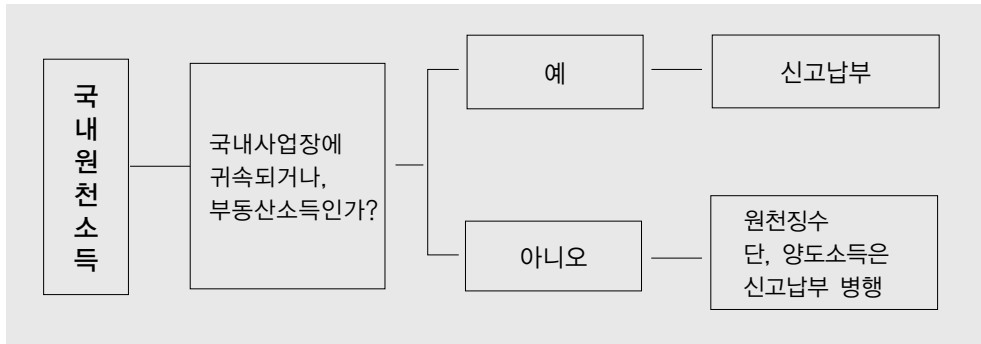 국내원천소득
국내사업장에
귀속되거나,
부동산소득인가?
예
신고납부
아니오
원천징수
단, 양도소득은
신고납부 병행